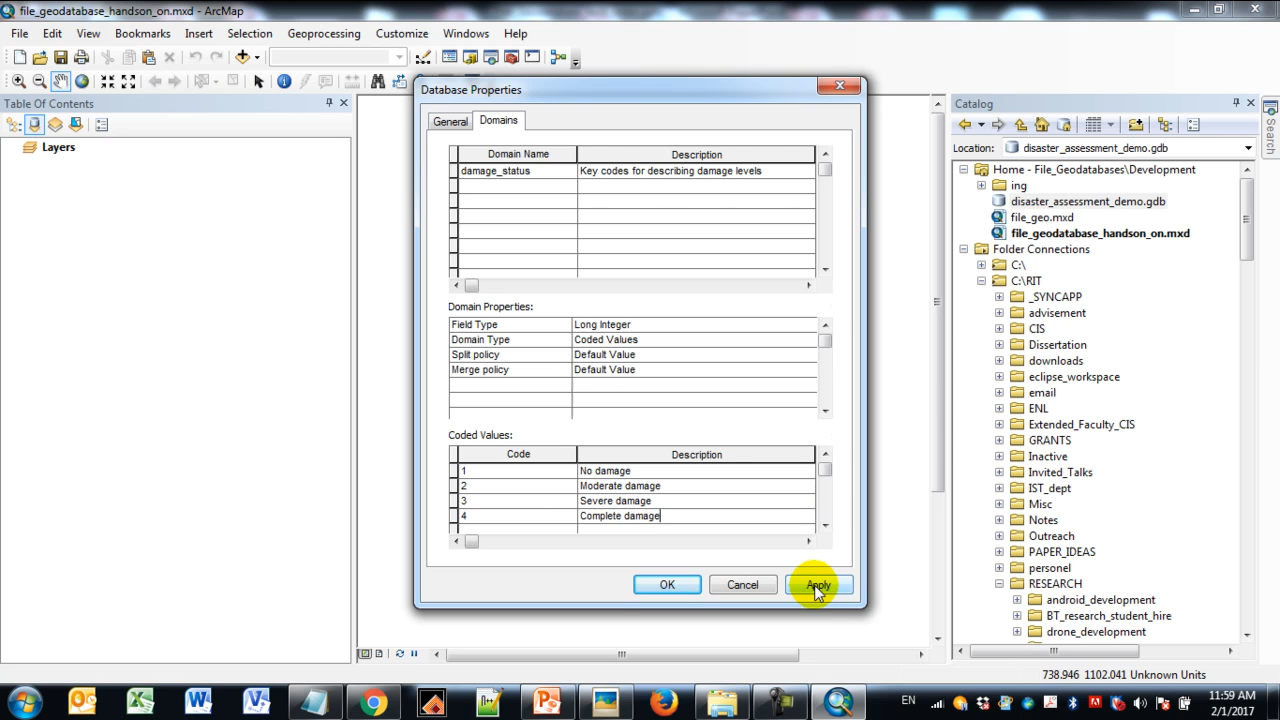 file_geodatabase_handson_on.mxd - ArcMap
File Edit View Bookmarks Insert Selection Geoprocessing Customize Windows Help
Table Of Contents
Layers
Database Properties
General Domains
Domain Name Description
damage_status Key codes for describing damage levels
Domain Properties:
Field Type Long Integer
Domain Type Coded Values
Split policy Default Value
Merge policy Default Value
Coded Values:
Code Description
1 No damage
2 Moderate damage
3 Severe damage
4 Complete damage
OK Cancel Apply
Catalog
Location: disaster_assessment_demo.gdb
Home - File_Geodatabases\Development
ing
disaster_assessment_demo.gdb
file_geo.mxd
file_geodatabase_handson_on.mxd
Folder Connections
C:\
C:\RIT
_SYNCAPP
advisement
CIS
Dissertation
downloads
eclipse_workspace
email
ENL
Extended_Faculty_CIS
GRANTS
Inactive
Invited_Talks
IST_dept
Misc
Notes
Outreach
PAPER_IDEAS
personel
RESEARCH
android_development
BT_research_student_hire
drone_development
Search
738.946 1102.041 Unknown Units
EN
11:59 AM
2/1/2017